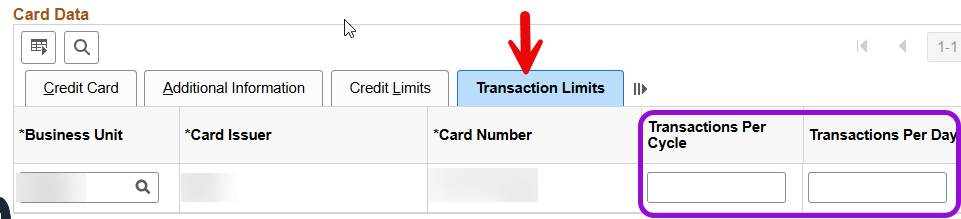 Card Data
1-1
Credit Card
Additional Information
Credit Limits
Transaction Limits
*Business Unit
*Card Issuer
*Card Number
Transactions Per
Cycle
Transactions Per Day